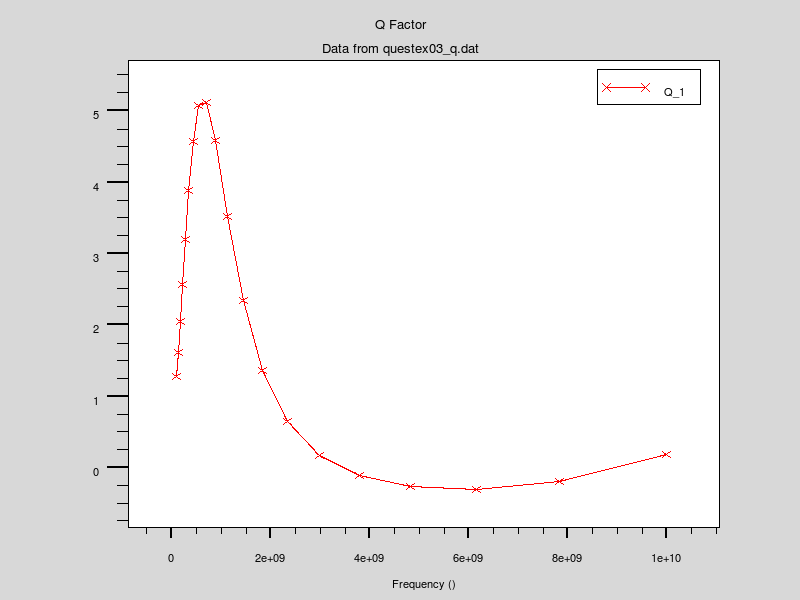 Q Factor
Data from questex03_q.dat
Q_1
5
4
3
2
1
0
0 2e+09 4e+09 6e+09 8e+09 1e+10
Frequency ()